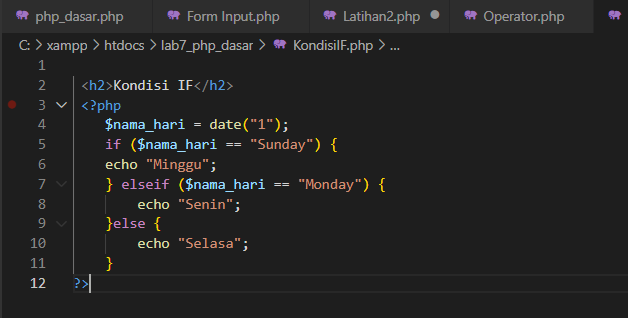 php_dasar.php Form Input.php Latihan2.php Operator.php
C: > xampp > htdocs > lab7_php_dasar > KondisiIF.php > ...
1
2 <h2>Kondisi IF</h2>
3 <?php
4 $nama_hari = date("1");
5 if ($nama_hari == "Sunday") {
6 echo "Minggu";
7 } elseif ($nama_hari == "Monday") {
8 echo "Senin";
9 }else {
10 echo "Selasa";
11 }
12 ?>